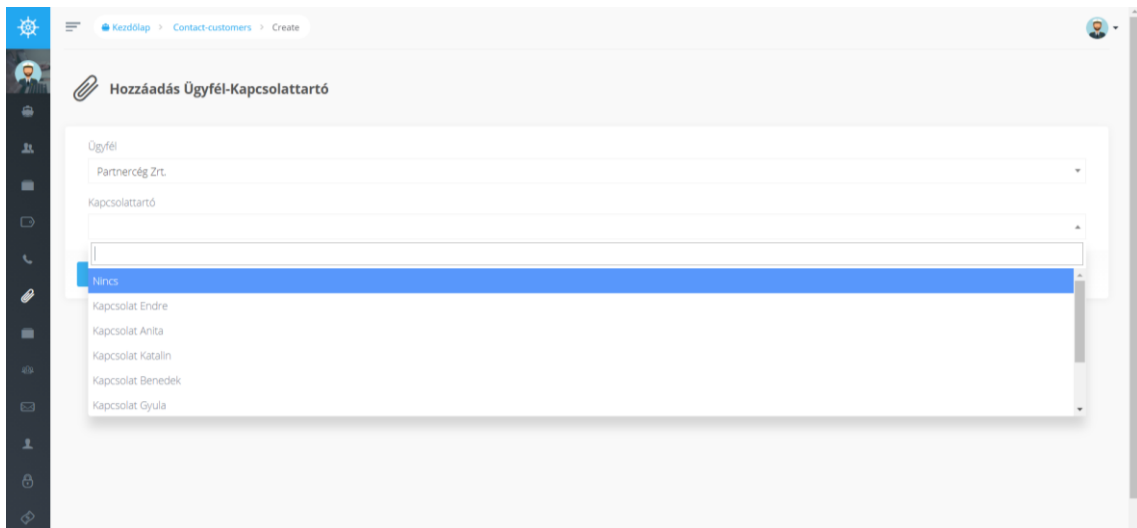 Kezdőlap > Contact-customers > Create
Hozzáadás Ügyfél-Kapcsolattartó
Ügyfél
Partnercég Zrt.
Kapcsolattartó
Nincs
Kapcsolat Endre
Kapcsolat Anita
Kapcsolat Katalin
Kapcsolat Benedek
Kapcsolat Gyula